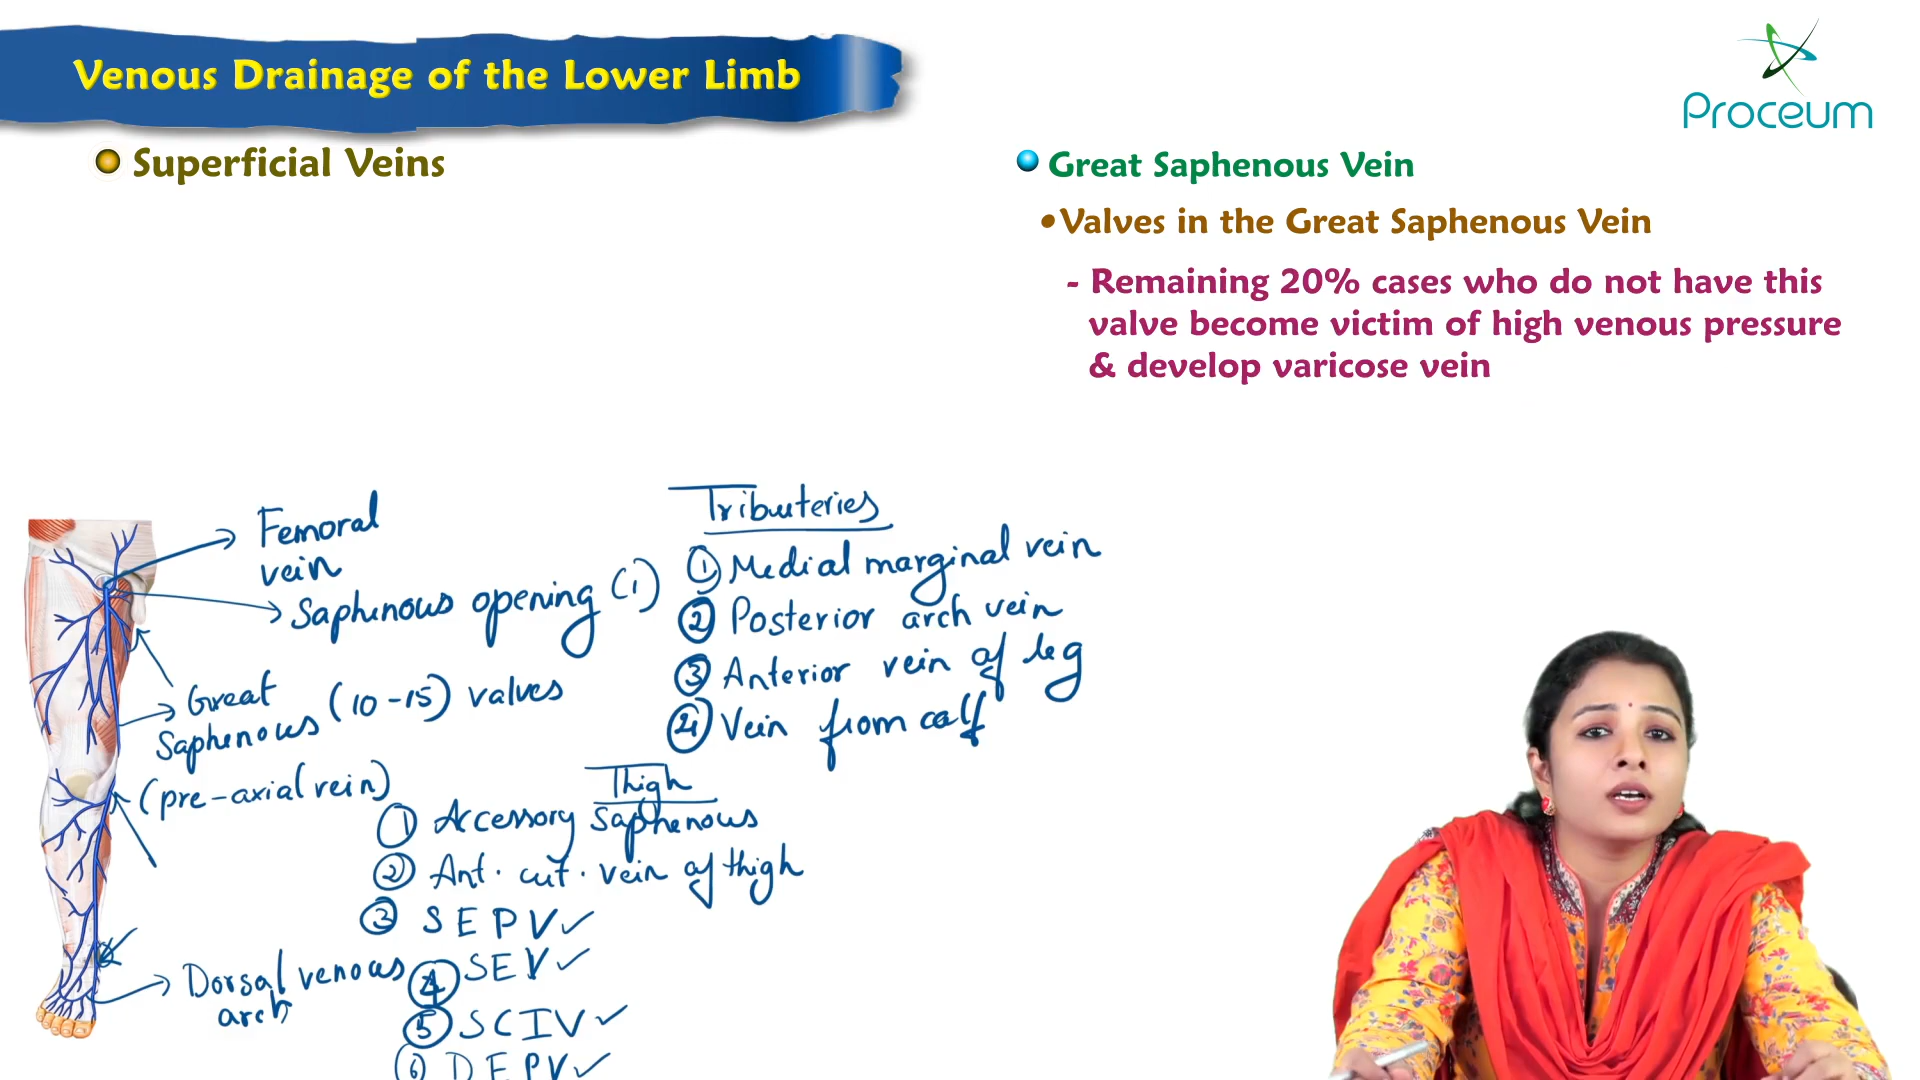 Venous Drainage of the Lower Limb
Proceum
Superficial Veins
Great Saphenous Vein
•Valves in the Great Saphenous Vein
- Remaining 20% cases who do not have this
valve become victim of high venous pressure
& develop varicose vein
Femoral
vein
Saphenous opening (1)
Great
Saphenous (10-15) valves
(pre-axial vein)
Dorsal venous
arch
Tributeries
① Medial marginal vein
② Posterior arch vein
③ Anterior vein of leg
④ Vein from calf
Thigh
① Accessory Saphenous
② Ant. cut. vein of thigh
③ SEPV ✓
④ SEV ✓
⑤ SCIV ✓
⑥ DEPV ✓